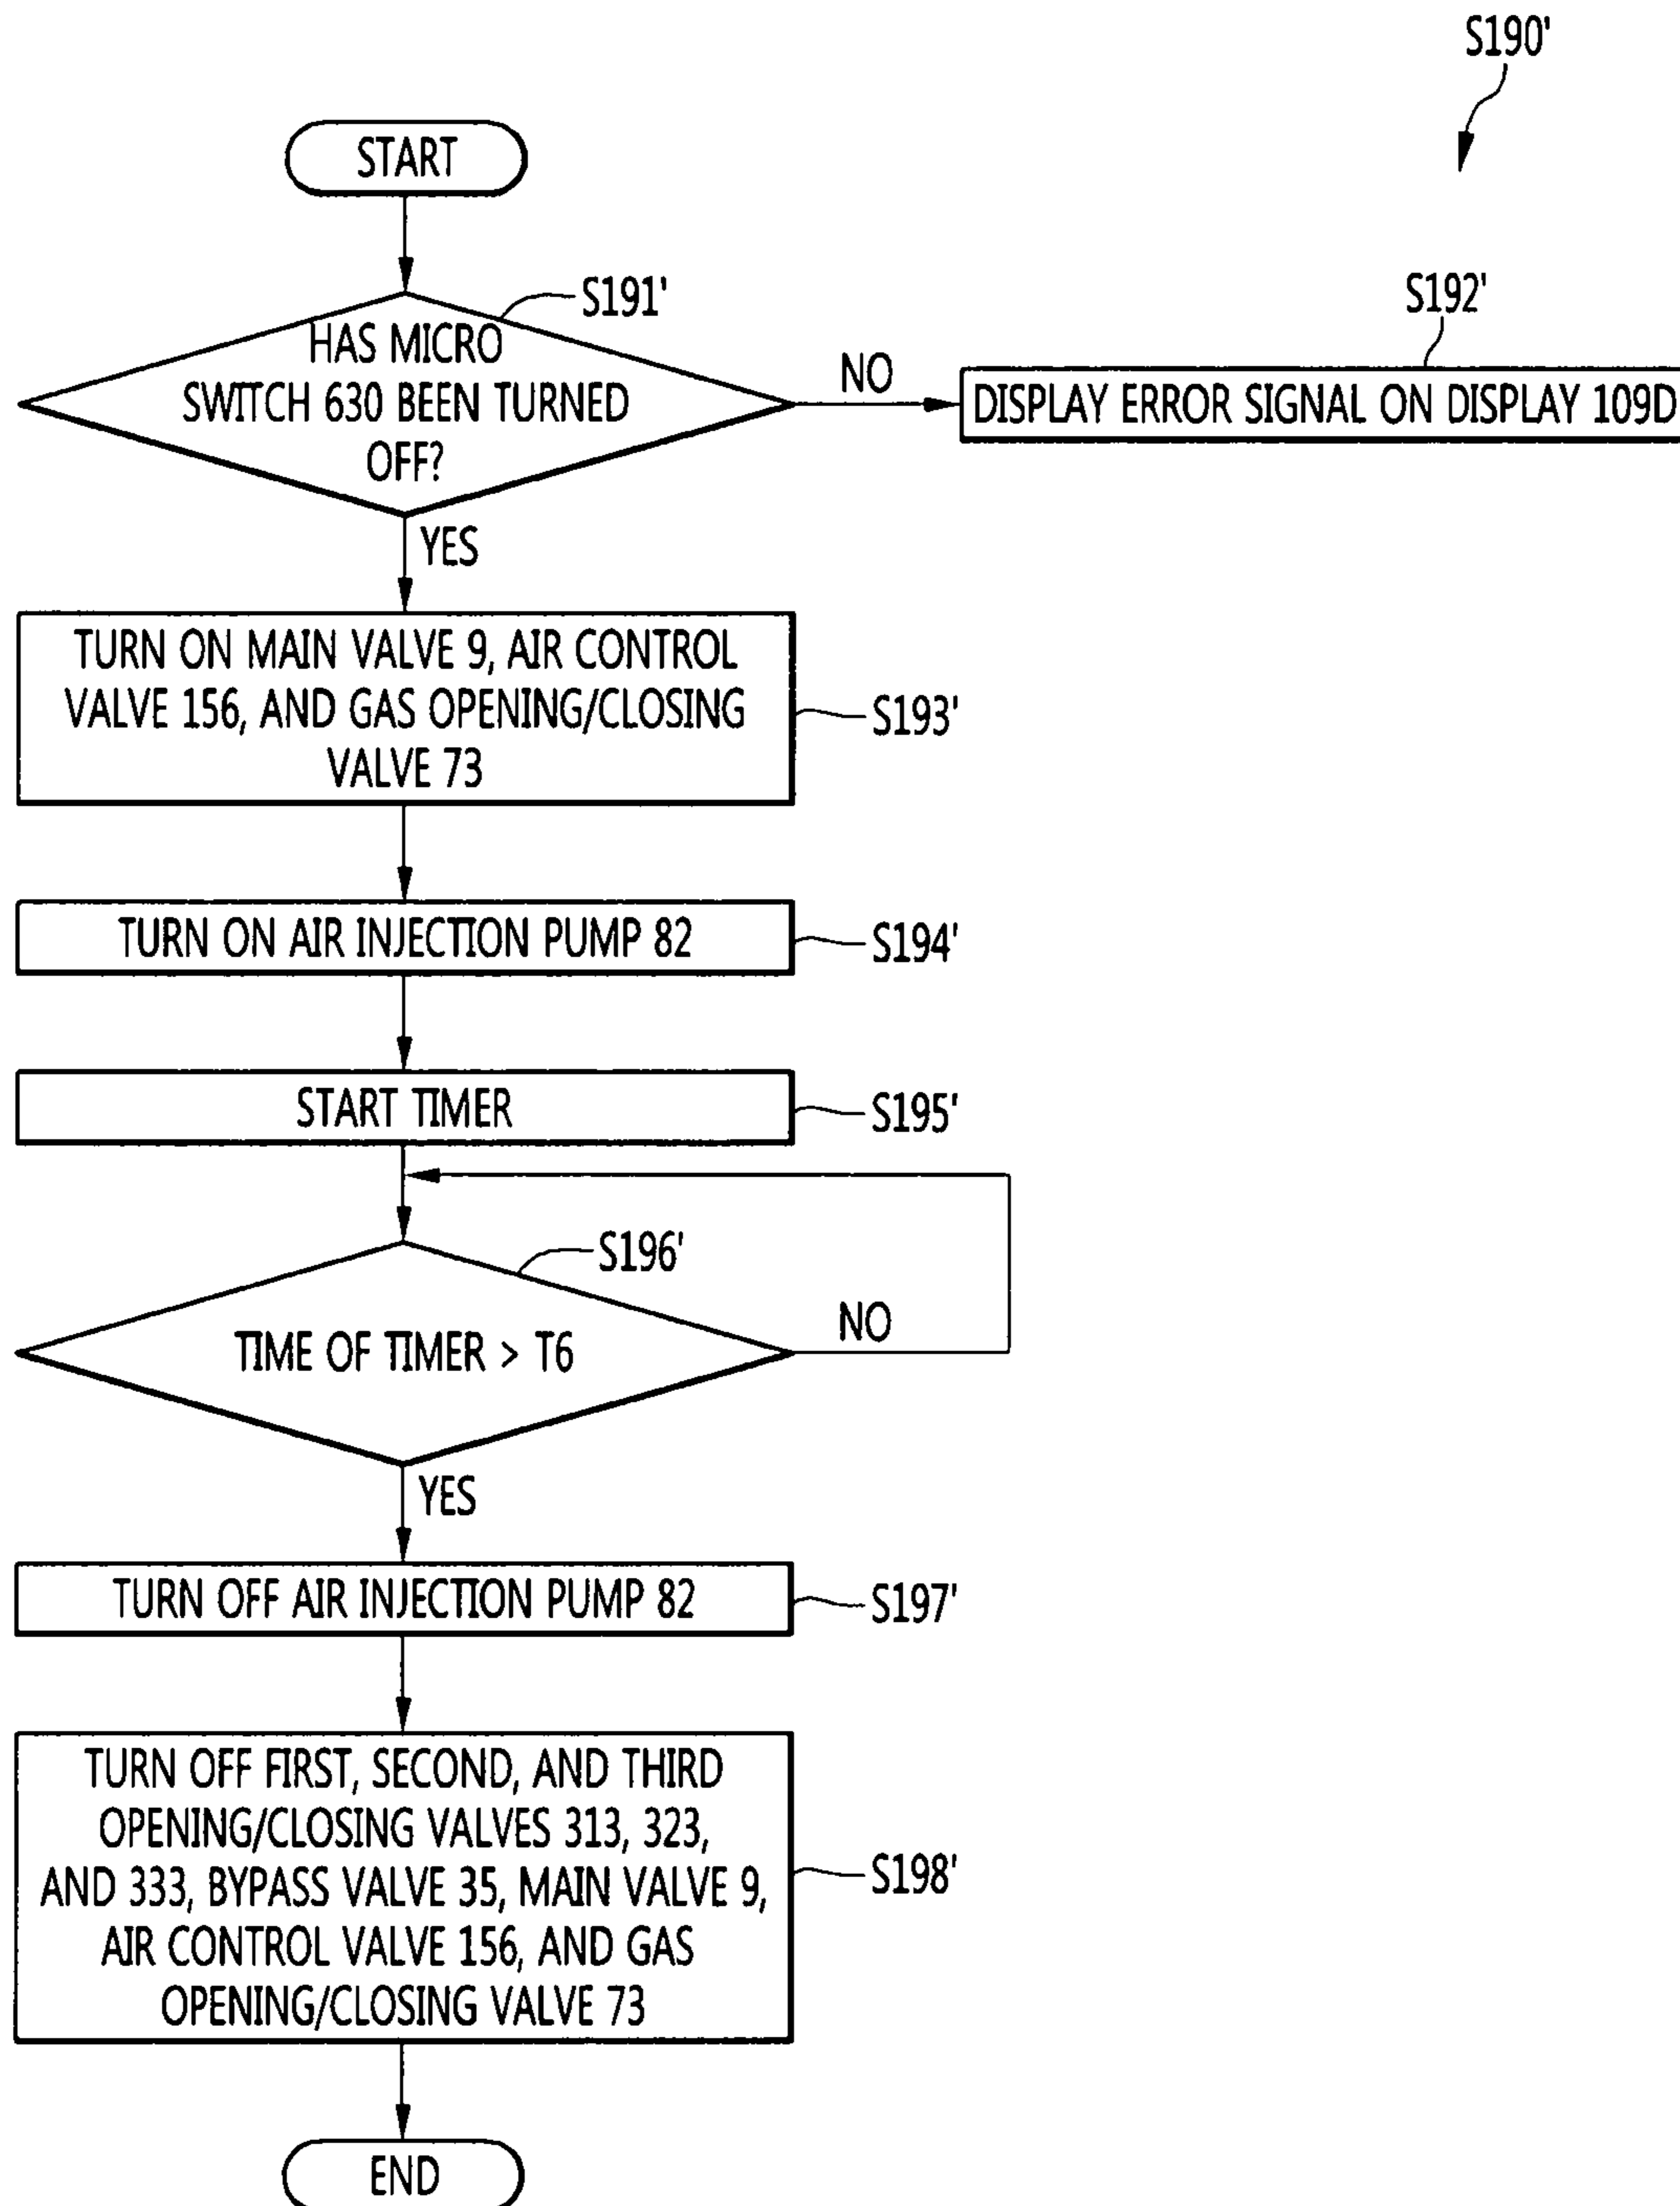 S190'
START
S191'
HAS MICRO
SWITCH 630 BEEN TURNED
OFF?
NO
S192'
DISPLAY ERROR SIGNAL ON DISPLAY 109D
YES
TURN ON MAIN VALVE 9, AIR CONTROL
VALVE 156, AND GAS OPENING/CLOSING
VALVE 73
S193'
TURN ON AIR INJECTION PUMP 82
S194'
START TIMER
S195'
S196'
TIME OF TIMER > T6
NO
YES
TURN OFF AIR INJECTION PUMP 82
S197'
TURN OFF FIRST, SECOND, AND THIRD
OPENING/CLOSING VALVES 313, 323,
AND 333, BYPASS VALVE 35, MAIN VALVE 9,
AIR CONTROL VALVE 156, AND GAS
OPENING/CLOSING VALVE 73
S198'
END